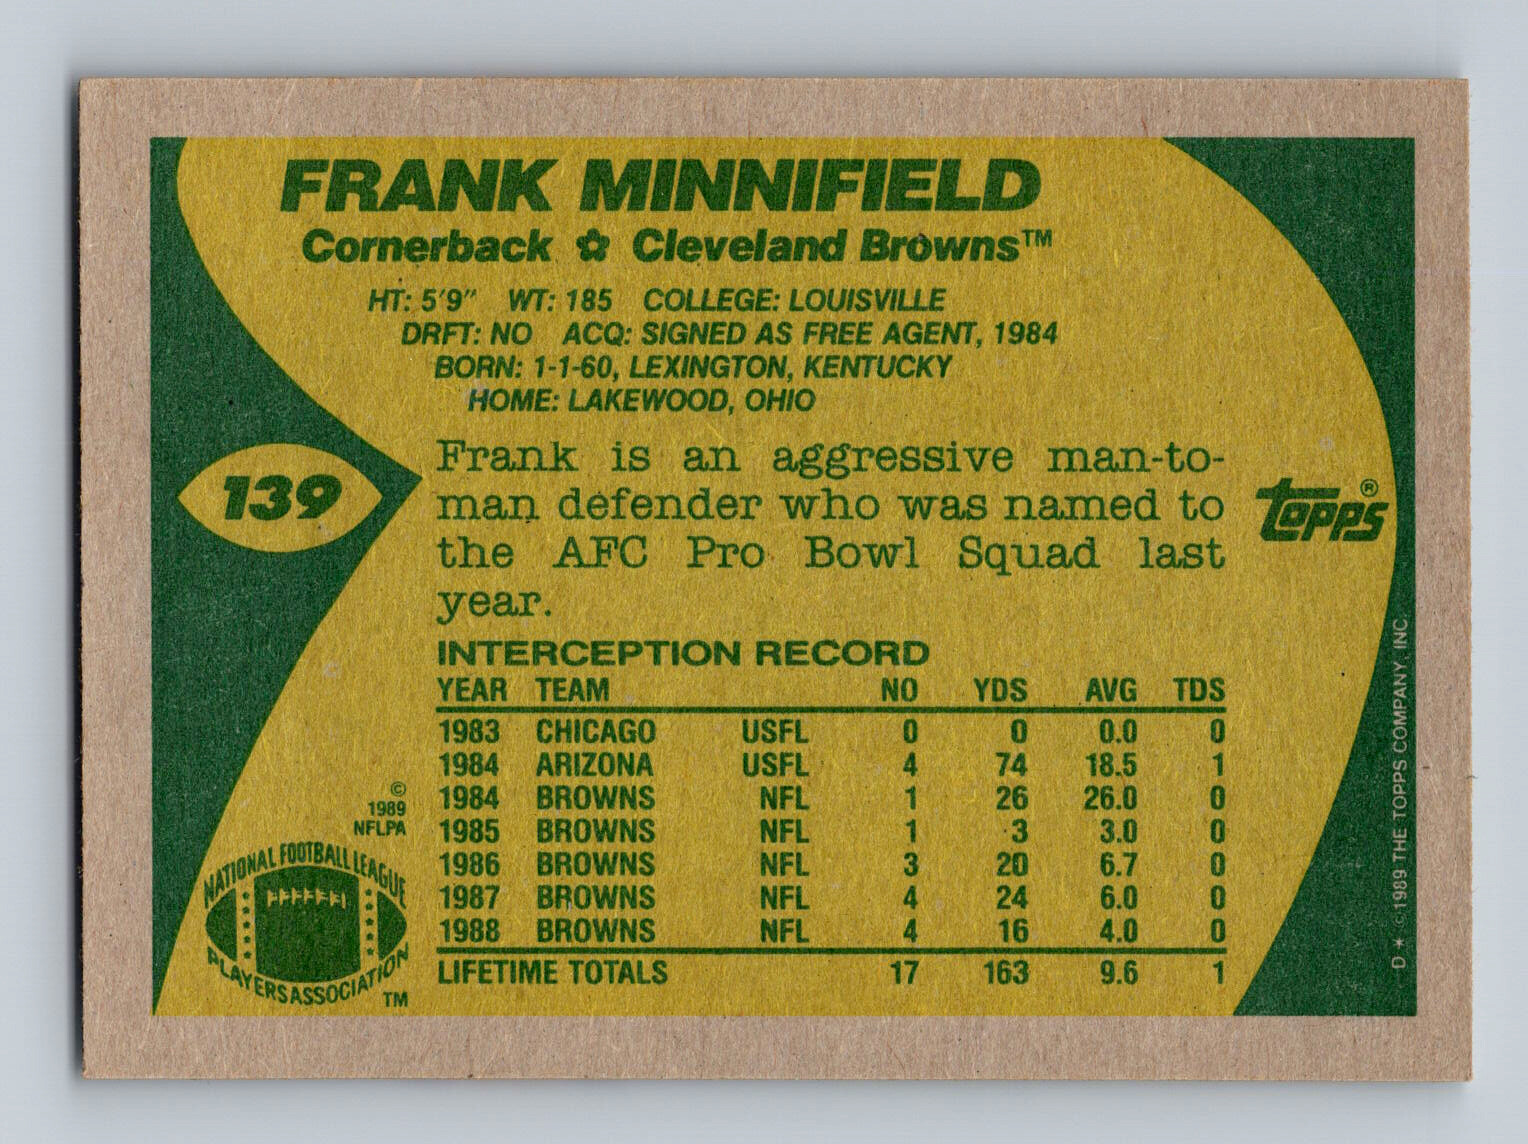 FRANK MINNIFIELD
Cornerback Cleveland Browns™
HT: 5'9" WT: 185 COLLEGE: LOUISVILLE
DRFT: NO ACQ: SIGNED AS FREE AGENT, 1984
BORN: 1-1-60, LEXINGTON, KENTUCKY
HOME: LAKEWOOD, OHIO
139
Frank is an aggressive man-to-
man defender who was named to
the AFC Pro Bowl Squad last
year.
topps®
INTERCEPTION RECORD
YEAR TEAM NO YDS AVG TDS
1983 CHICAGO USFL 0 0 0.0 0
1984 ARIZONA USFL 4 74 18.5 1
1984 BROWNS NFL 1 26 26.0 0
1985 BROWNS NFL 1 3 3.0 0
1986 BROWNS NFL 3 20 6.7 0
1987 BROWNS NFL 4 24 6.0 0
1988 BROWNS NFL 4 16 4.0 0
LIFETIME TOTALS 17 163 9.6 1
©
1989
NFLPA
NATIONAL FOOTBALL LEAGUE
PLAYERS ASSOCIATION
TM
D * ©1989 THE TOPPS COMPANY, INC.